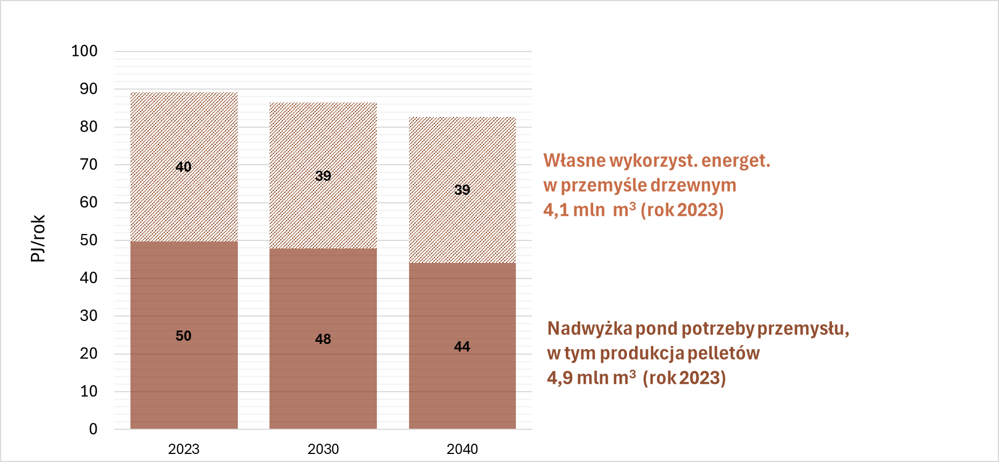 100
90
80
70
60
50
40
30
20
10
0
PJ/rok
40
39
39
50
48
44
2023
2030
2040
Własne wykorzyst. energet.
w przemyśle drzewnym
4,1 mln m³ (rok 2023)
Nadwyżka pond potrzeby przemysłu,
w tym produkcja pelletów
4,9 mln m³ (rok 2023)